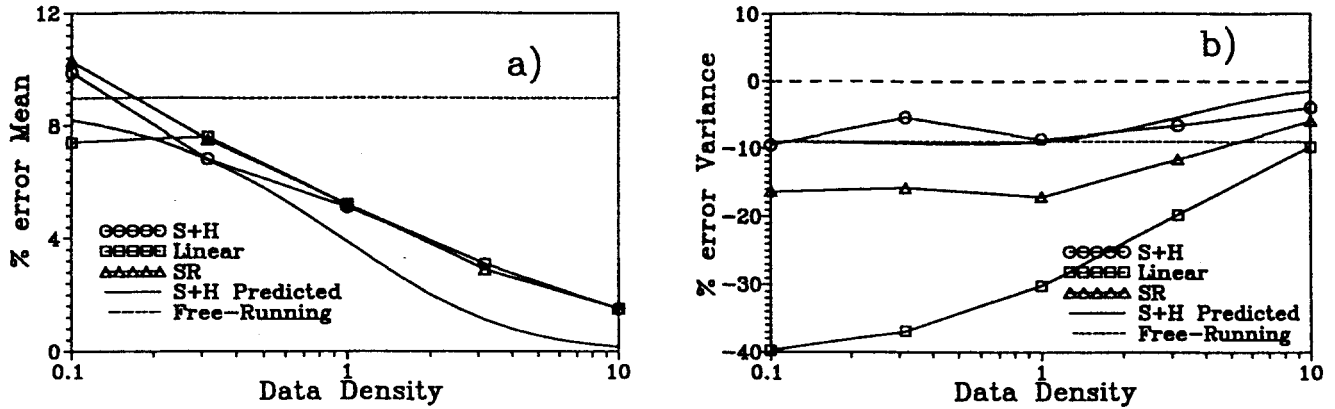 12
8
4
0
% error Mean
a)
S+H
Linear
SR
S+H Predicted
Free-Running
0.1
1
10
Data Density
10
0
-10
-20
-30
-40
% error Variance
b)
S+H
Linear
SR
S+H Predicted
Free-Running
0.1
1
10
Data Density